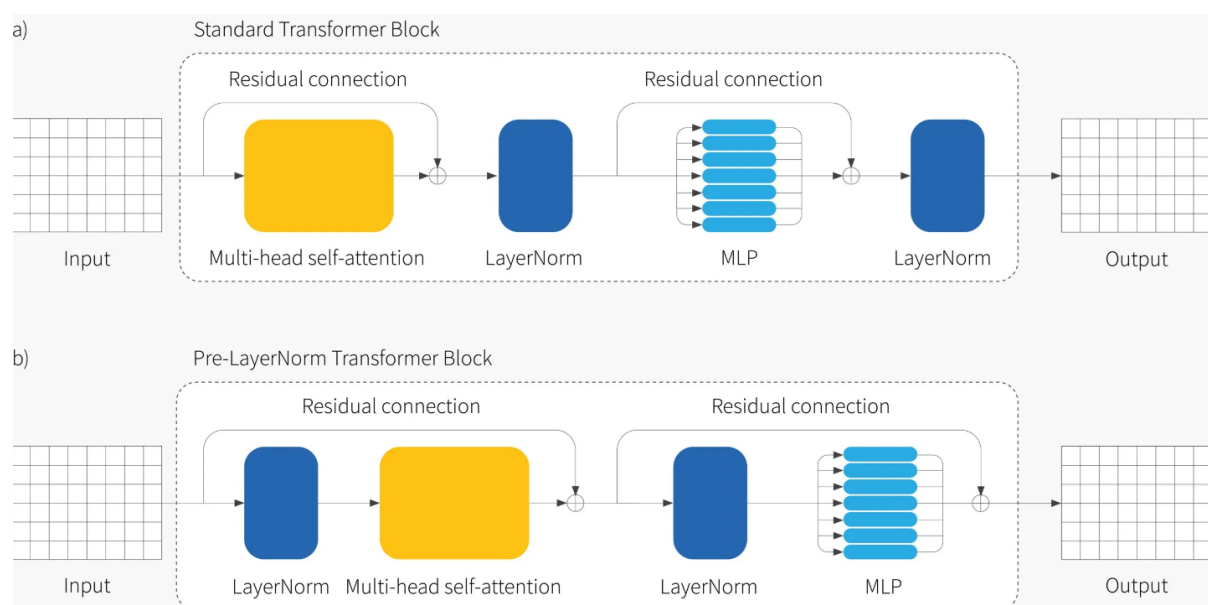 a)
Standard Transformer Block
Residual connection
Residual connection
Input
Multi-head self-attention
LayerNorm
MLP
LayerNorm
Output
b)
Pre-LayerNorm Transformer Block
Residual connection
Residual connection
Input
LayerNorm
Multi-head self-attention
LayerNorm
MLP
Output